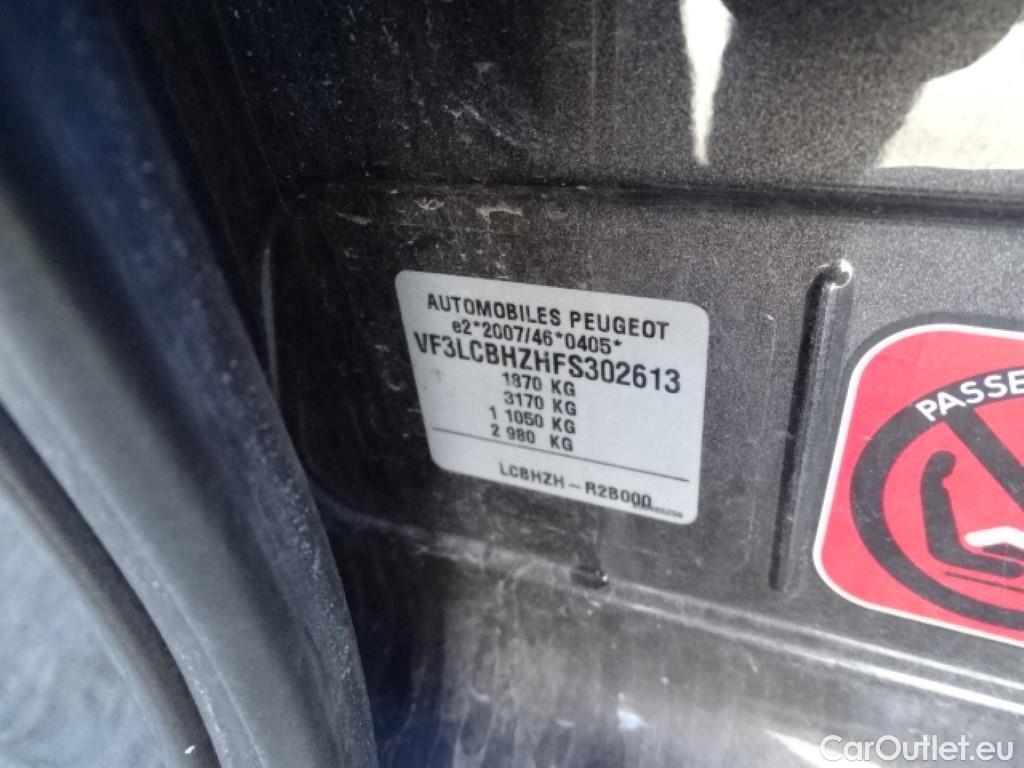 AUTOMOBILES PEUGEOT
e2*2007/46*0405*
VF3LCBHZHFS302613
1870 KG
3170 KG
1 1050 KG
2 980 KG
LCBHZH - R2B000
PASSE
CarOutlet.eu